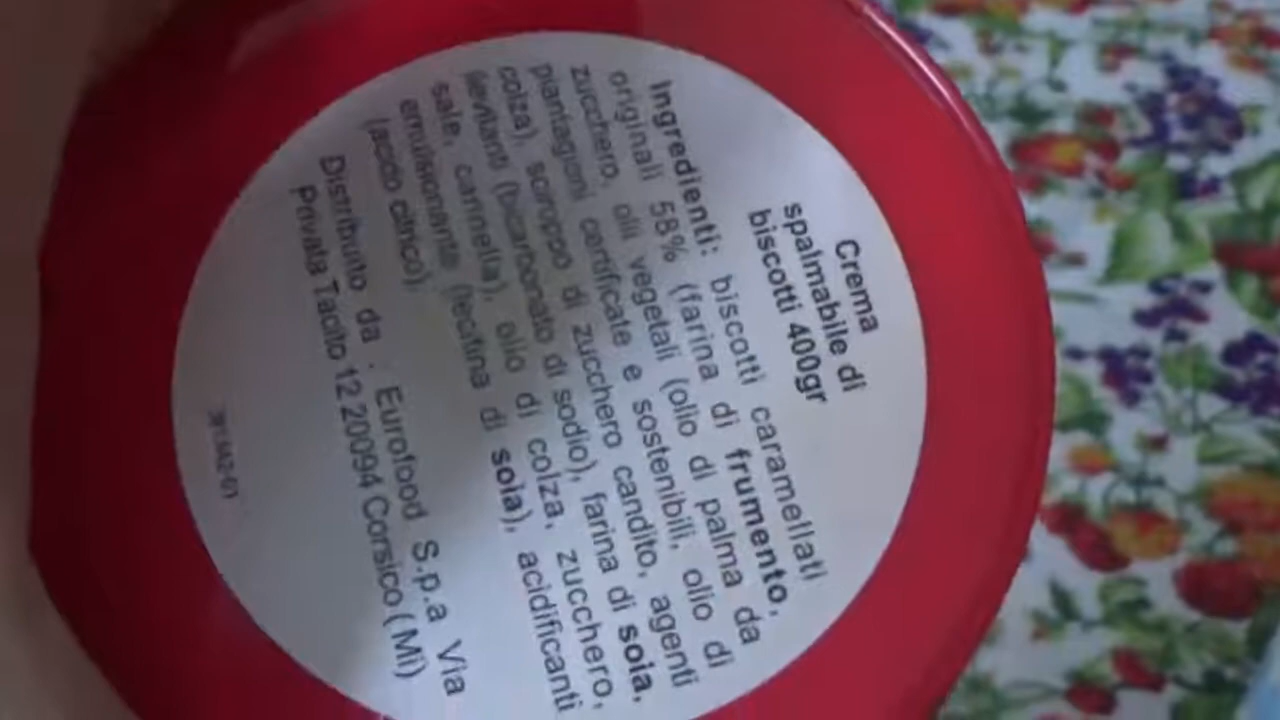 Crema
spalmabile di
biscotti 400gr
Ingredienti: biscotti caramellati
originali 58% (farina di frumento,
zucchero, olii vegetali (olio di palma da
piantagioni certificate e sostenibili, olio di
colza), sciroppo di zucchero candito, agenti
lievitanti (bicarbonato di sodio), farina di soia,
sale, cannella), olio di colza, zucchero,
emulsionante (lecitina di soia), acidificanti
(acido citrico).
Distribuito da : Eurofood S.p.a Via
Privata Tacito 12 20094 Corsico ( Mi)